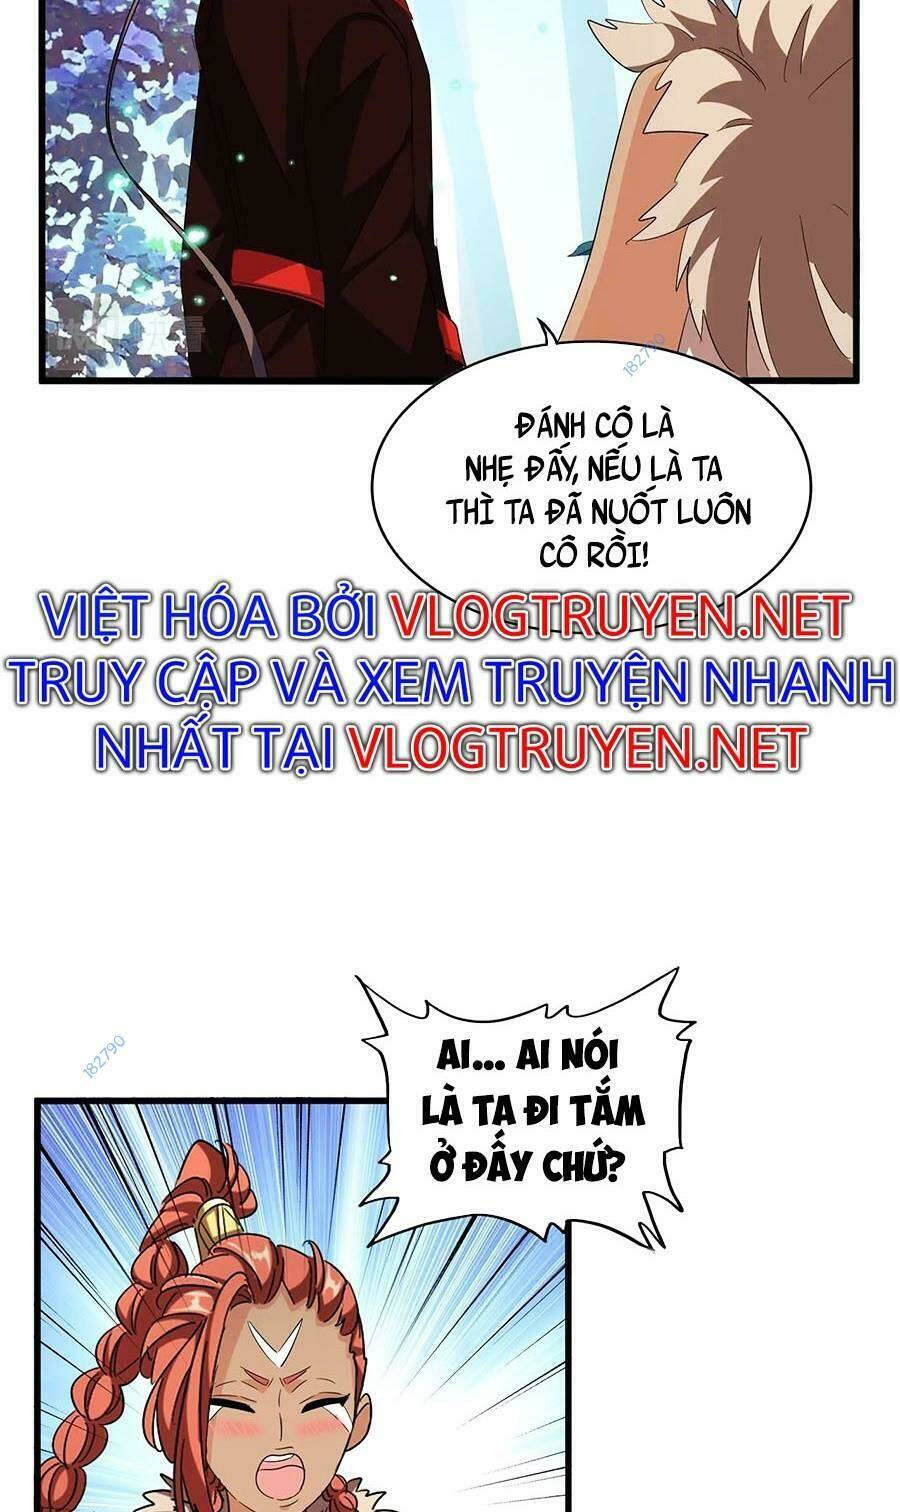 182790
ĐÁNH CÔ LÀ
NHẸ ĐẤY, NẾU LÀ TA
THÌ TA ĐÃ NUỐT LUÔN
CÔ RỒI!
VIỆT HÓA BỞI VLOGTRUYEN.NET
TRUY CẬP VÀ XEM TRUYỆN NHANH
NHẤT TẠI VLOGTRUYEN.NET
182790
AI... AI NÓI
LÀ TA ĐI TẮM
Ở ĐẤY CHỨ?